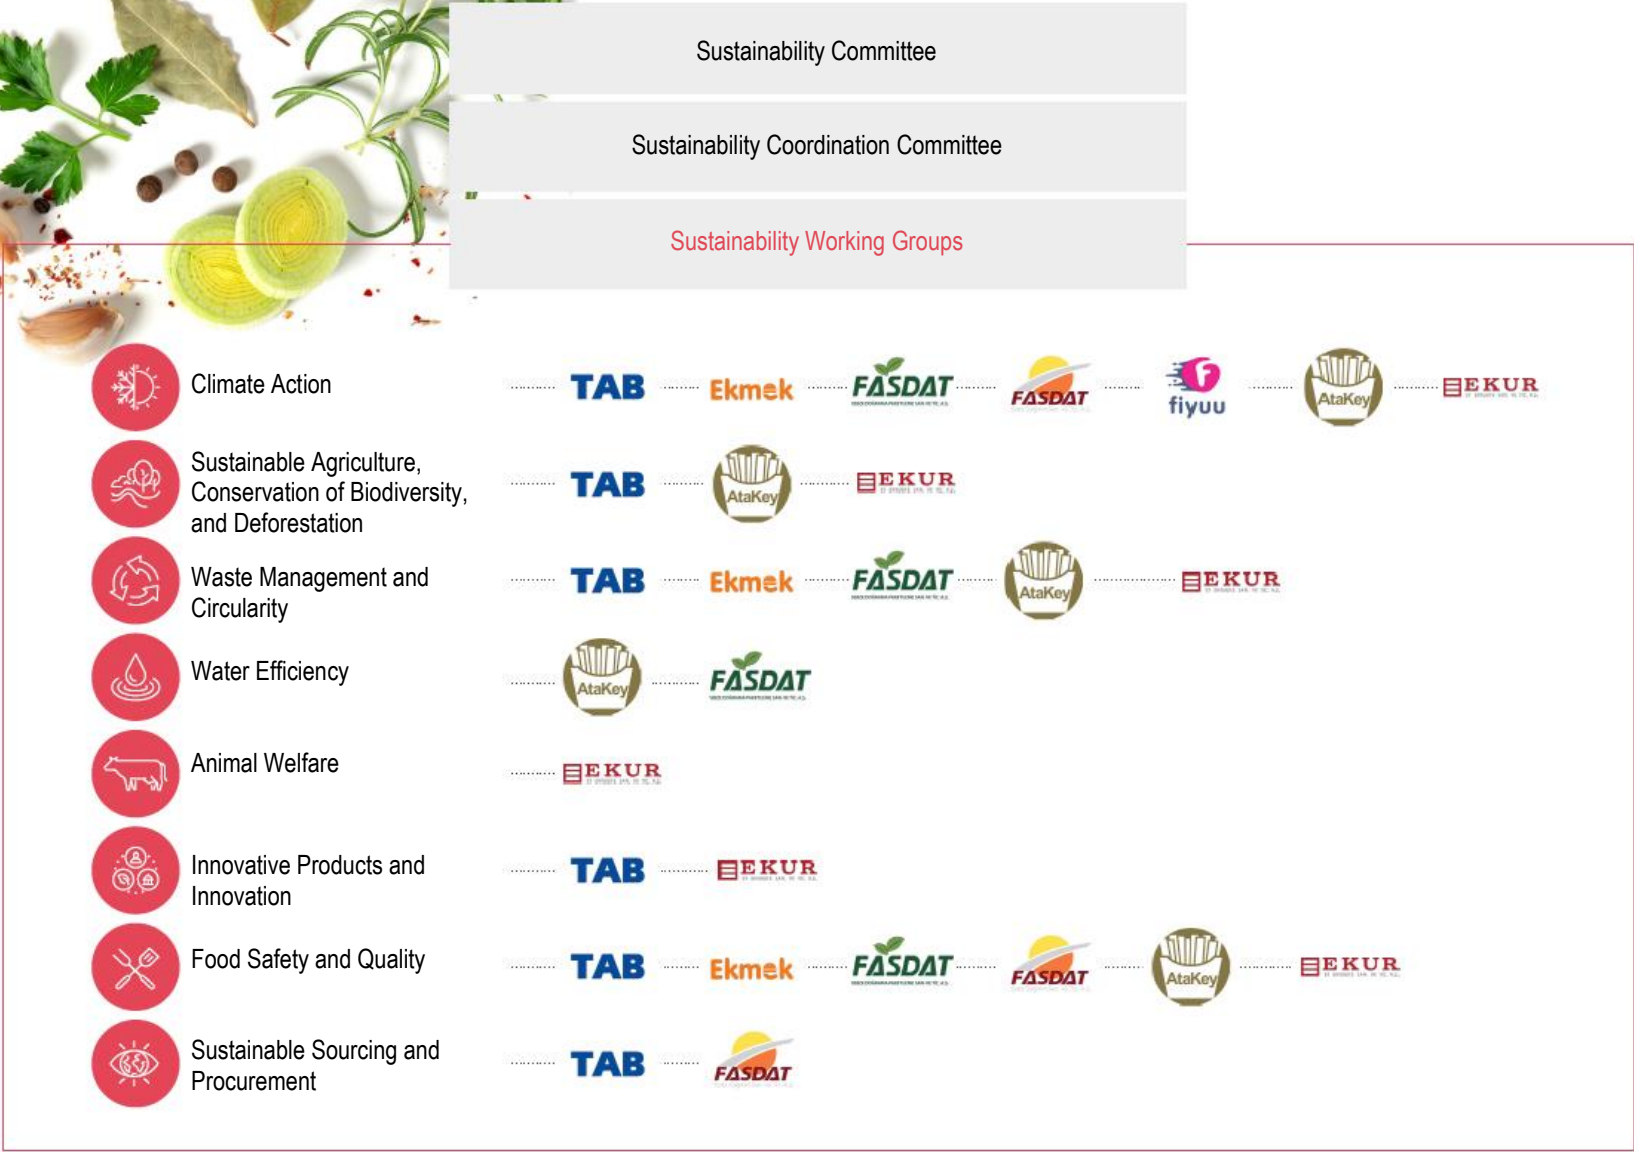 Sustainability Committee
Sustainability Coordination Committee
Sustainability Working Groups
Climate Action
TAB Ekmek FASDAT FASDAT fiyuu AtaKey EKUR
Sustainable Agriculture,
Conservation of Biodiversity,
and Deforestation
TAB AtaKey EKUR
Waste Management and
Circularity
TAB Ekmek FASDAT AtaKey EKUR
Water Efficiency
AtaKey FASDAT
Animal Welfare
EKUR
Innovative Products and
Innovation
TAB EKUR
Food Safety and Quality
TAB Ekmek FASDAT FASDAT AtaKey EKUR
Sustainable Sourcing and
Procurement
TAB FASDAT